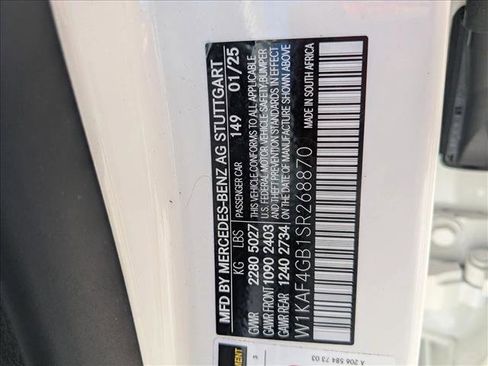 MFD BY MERCEDES-BENZ AG STUTTGART
KG LBS PASSENGER CAR 149 01/25
GVWR 2280 5027 THIS VEHICLE CONFORMS TO ALL APPLICABLE
U.S. FEDERAL MOTOR VEHICLE SAFETY, BUMPER
GAWR FRONT 1090 2403 AND THEFT PREVENTION STANDARDS IN EFFECT
GAWR REAR 1240 2734 ON THE DATE OF MANUFACTURE SHOWN ABOVE
W1KAF4GB1SR268870 MADE IN SOUTH AFRICA
A 206 584 73 03